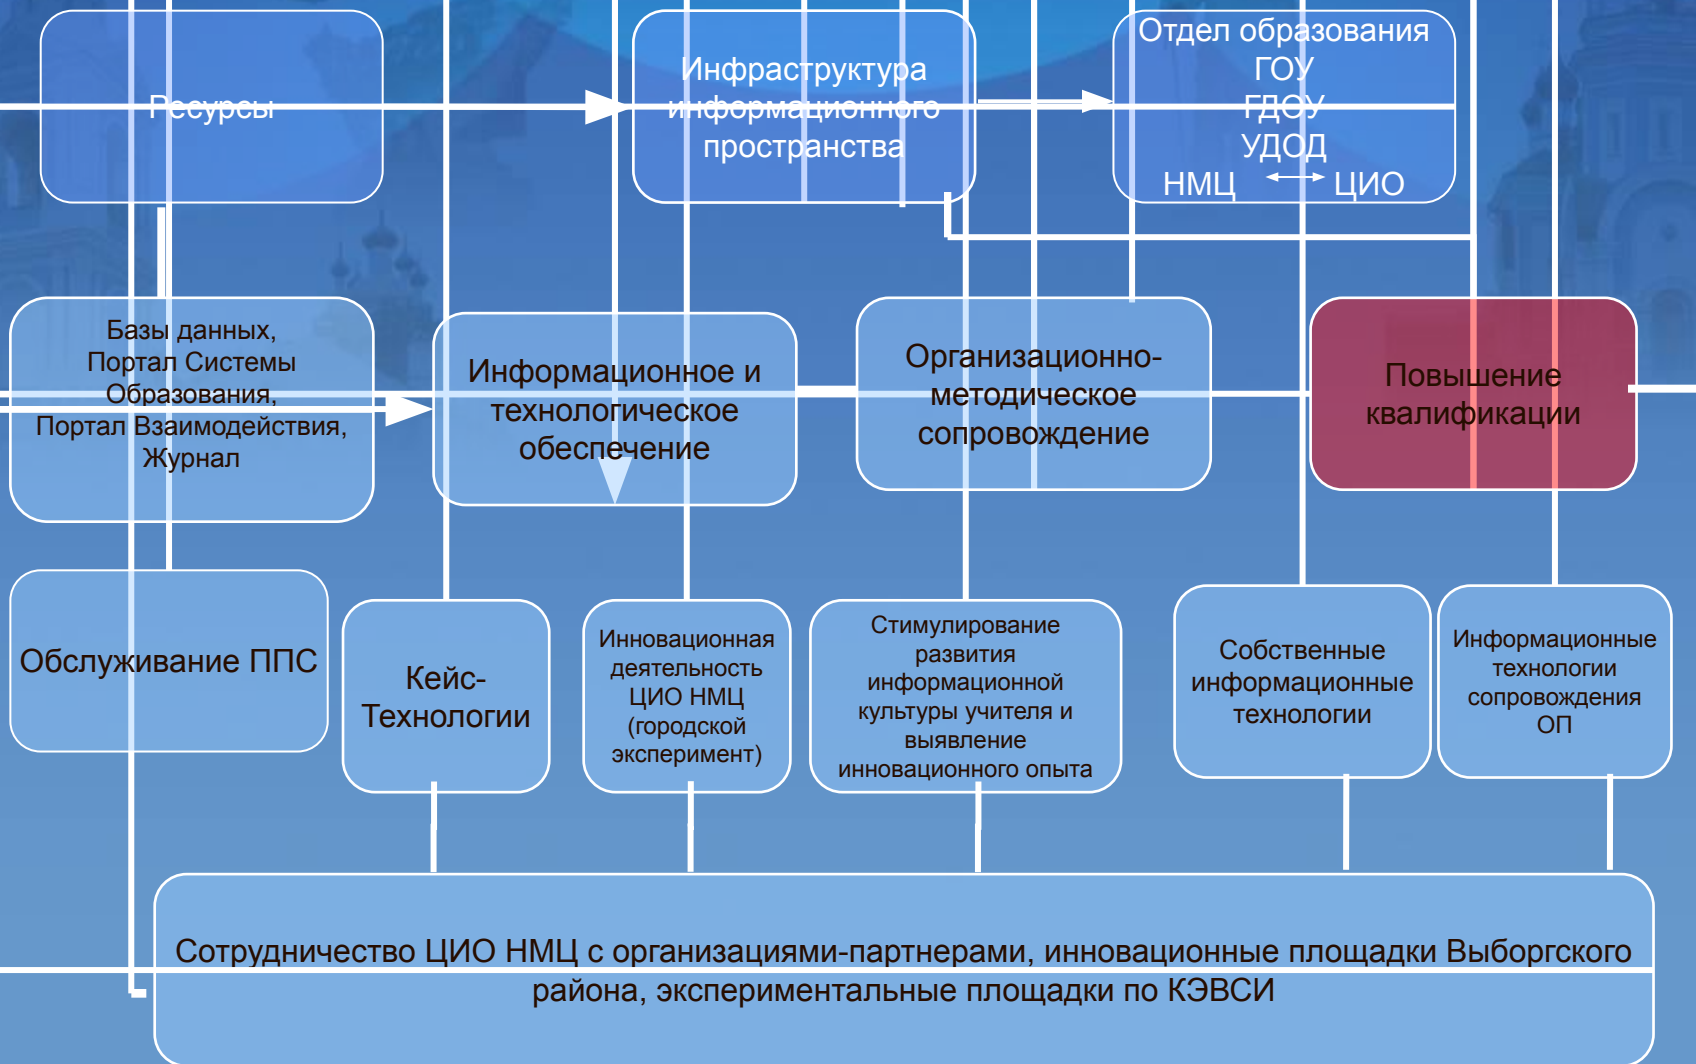 Ресурсы
Инфраструктура
информационного
пространства
Отдел образования
ГОУ
ГДОУ
УДОД
НМЦ ЦИО
Базы данных,
Портал Системы
Образования,
Портал Взаимодействия,
Журнал
Информационное и
технологическое
обеспечение
Организационно-
методическое
сопровождение
Повышение
квалификации
Обслуживание ППС
Кейс-
Технологии
Инновационная
деятельность
ЦИО НМЦ
(городской
эксперимент)
Стимулирование
развития
информационной
культуры учителя и
выявление
инновационного опыта
Собственные
информационные
технологии
Информационные
технологии
сопровождения
ОП
Сотрудничество ЦИО НМЦ с организациями-партнерами, инновационные площадки Выборгского
района, экспериментальные площадки по КЭВСИ